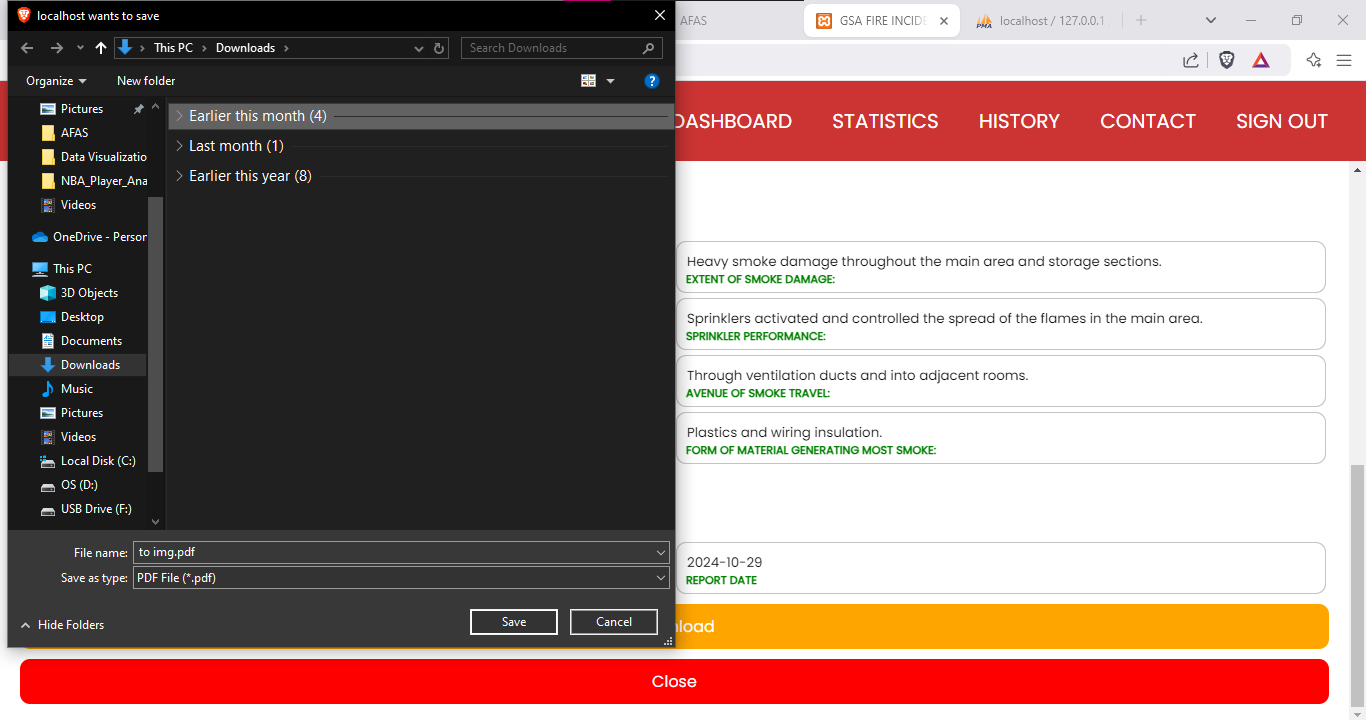 localhost wants to save
AFAS
GSA FIRE INCIDE
localhost / 127.0.0.1
This PC
Downloads
Search Downloads
Organize
New folder
?
Pictures
AFAS
Data Visualizatio
NBA_Player_Ana
Videos
OneDrive - Person
This PC
3D Objects
Desktop
Documents
Downloads
Music
Pictures
Videos
Local Disk (C:)
OS (D:)
USB Drive (F:)
Earlier this month (4)
Last month (1)
Earlier this year (8)
File name: to img.pdf
Save as type: PDF File (*.pdf)
Hide Folders
Save
Cancel
DASHBOARD
STATISTICS
HISTORY
CONTACT
SIGN OUT
Heavy smoke damage throughout the main area and storage sections.
EXTENT OF SMOKE DAMAGE:
Sprinklers activated and controlled the spread of the flames in the main area.
SPRINKLER PERFORMANCE:
Through ventilation ducts and into adjacent rooms.
AVENUE OF SMOKE TRAVEL:
Plastics and wiring insulation.
FORM OF MATERIAL GENERATING MOST SMOKE:
2024-10-29
REPORT DATE
nload
Close